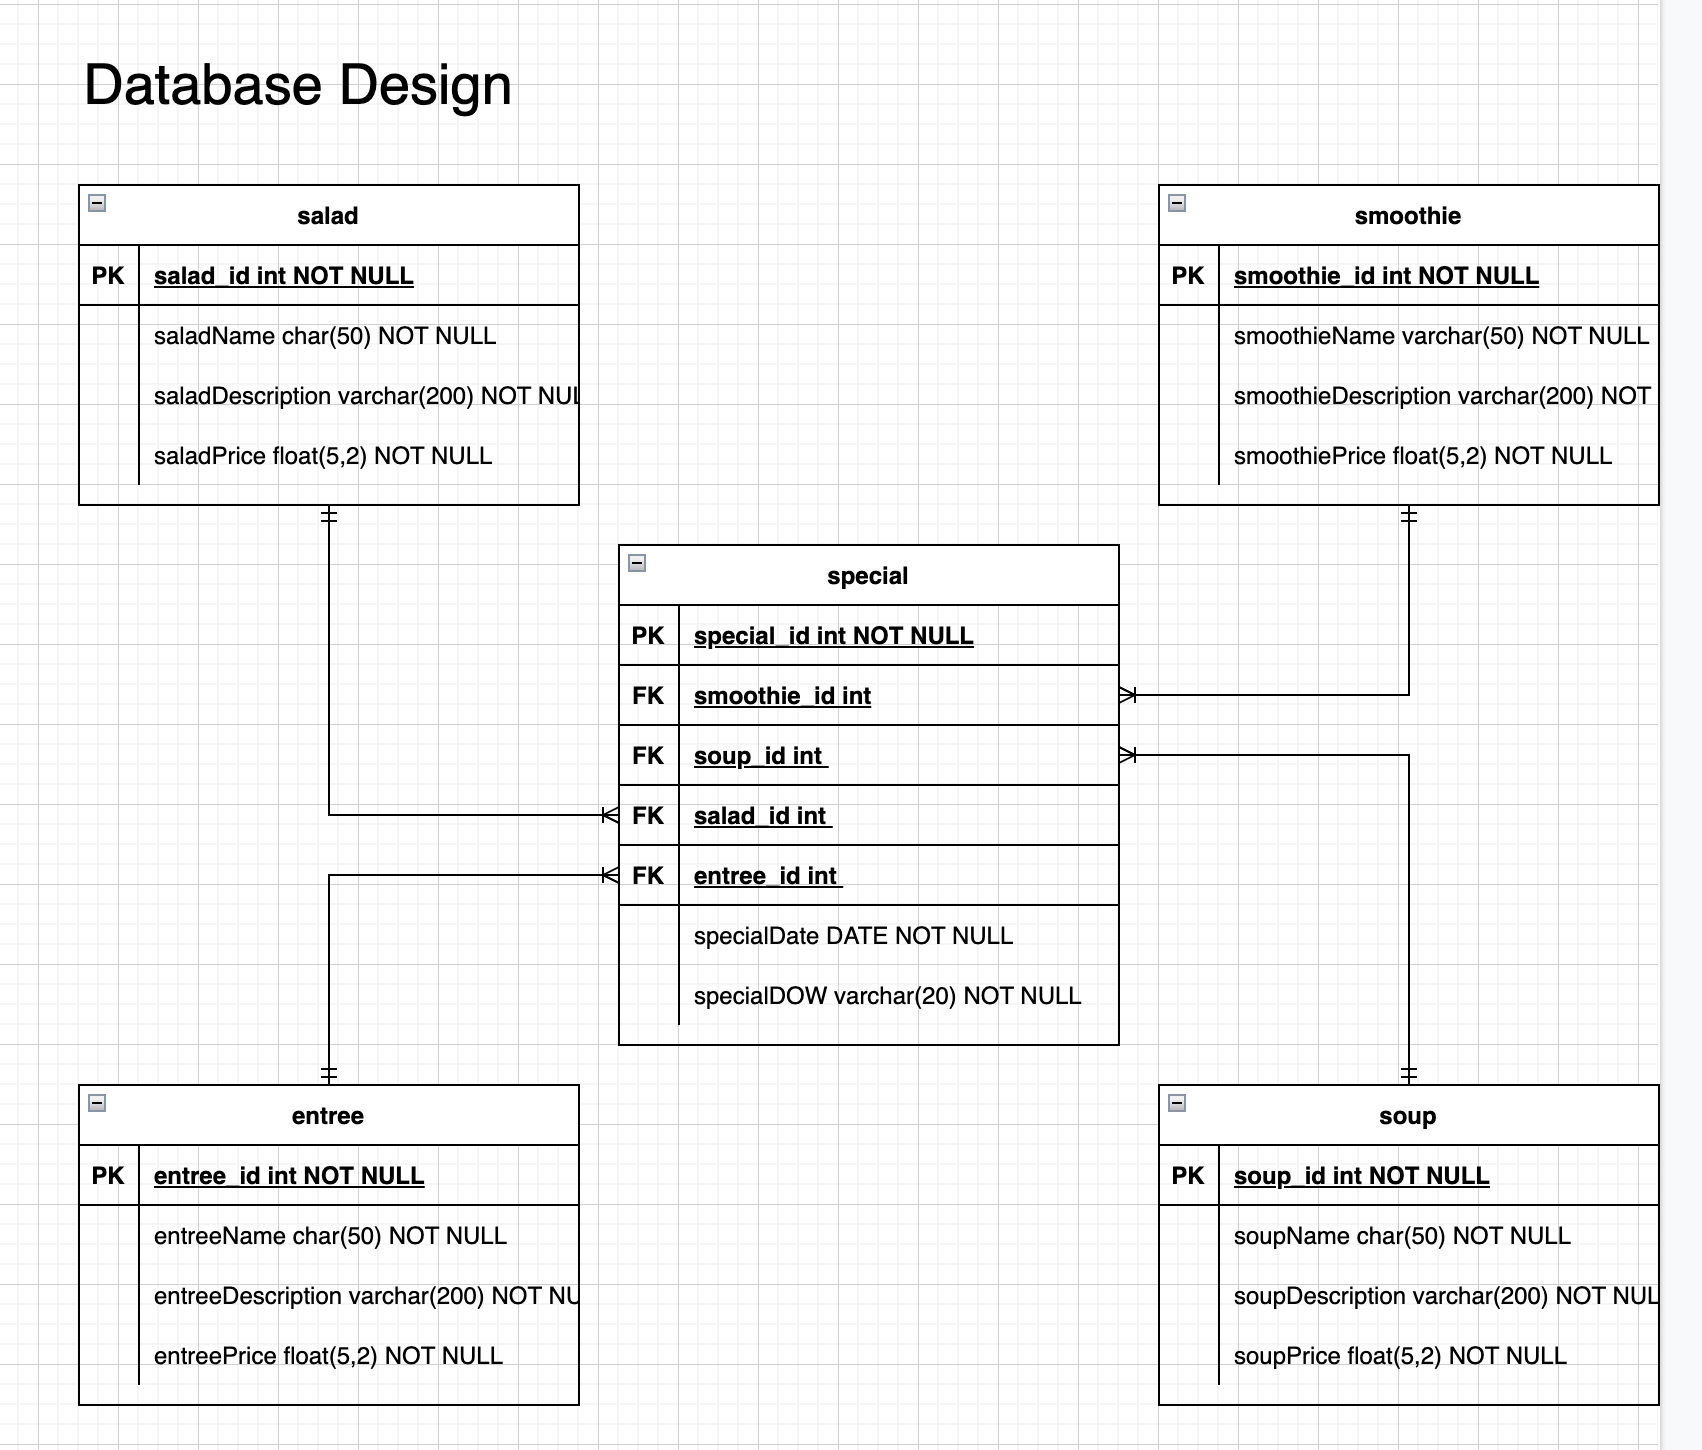 Database Design
salad
PK salad_id int NOT NULL
saladName char(50) NOT NULL
saladDescription varchar(200) NOT NUL
saladPrice float(5,2) NOT NULL
smoothie
PK smoothie_id int NOT NULL
smoothieName varchar(50) NOT NULL
smoothieDescription varchar(200) NOT
smoothiePrice float(5,2) NOT NULL
special
PK special_id int NOT NULL
FK smoothie_id int
FK soup_id int
FK salad_id int
FK entree_id int
specialDate DATE NOT NULL
specialDOW varchar(20) NOT NULL
entree
PK entree_id int NOT NULL
entreeName char(50) NOT NULL
entreeDescription varchar(200) NOT NU
entreePrice float(5,2) NOT NULL
soup
PK soup_id int NOT NULL
soupName char(50) NOT NULL
soupDescription varchar(200) NOT NUL
soupPrice float(5,2) NOT NULL